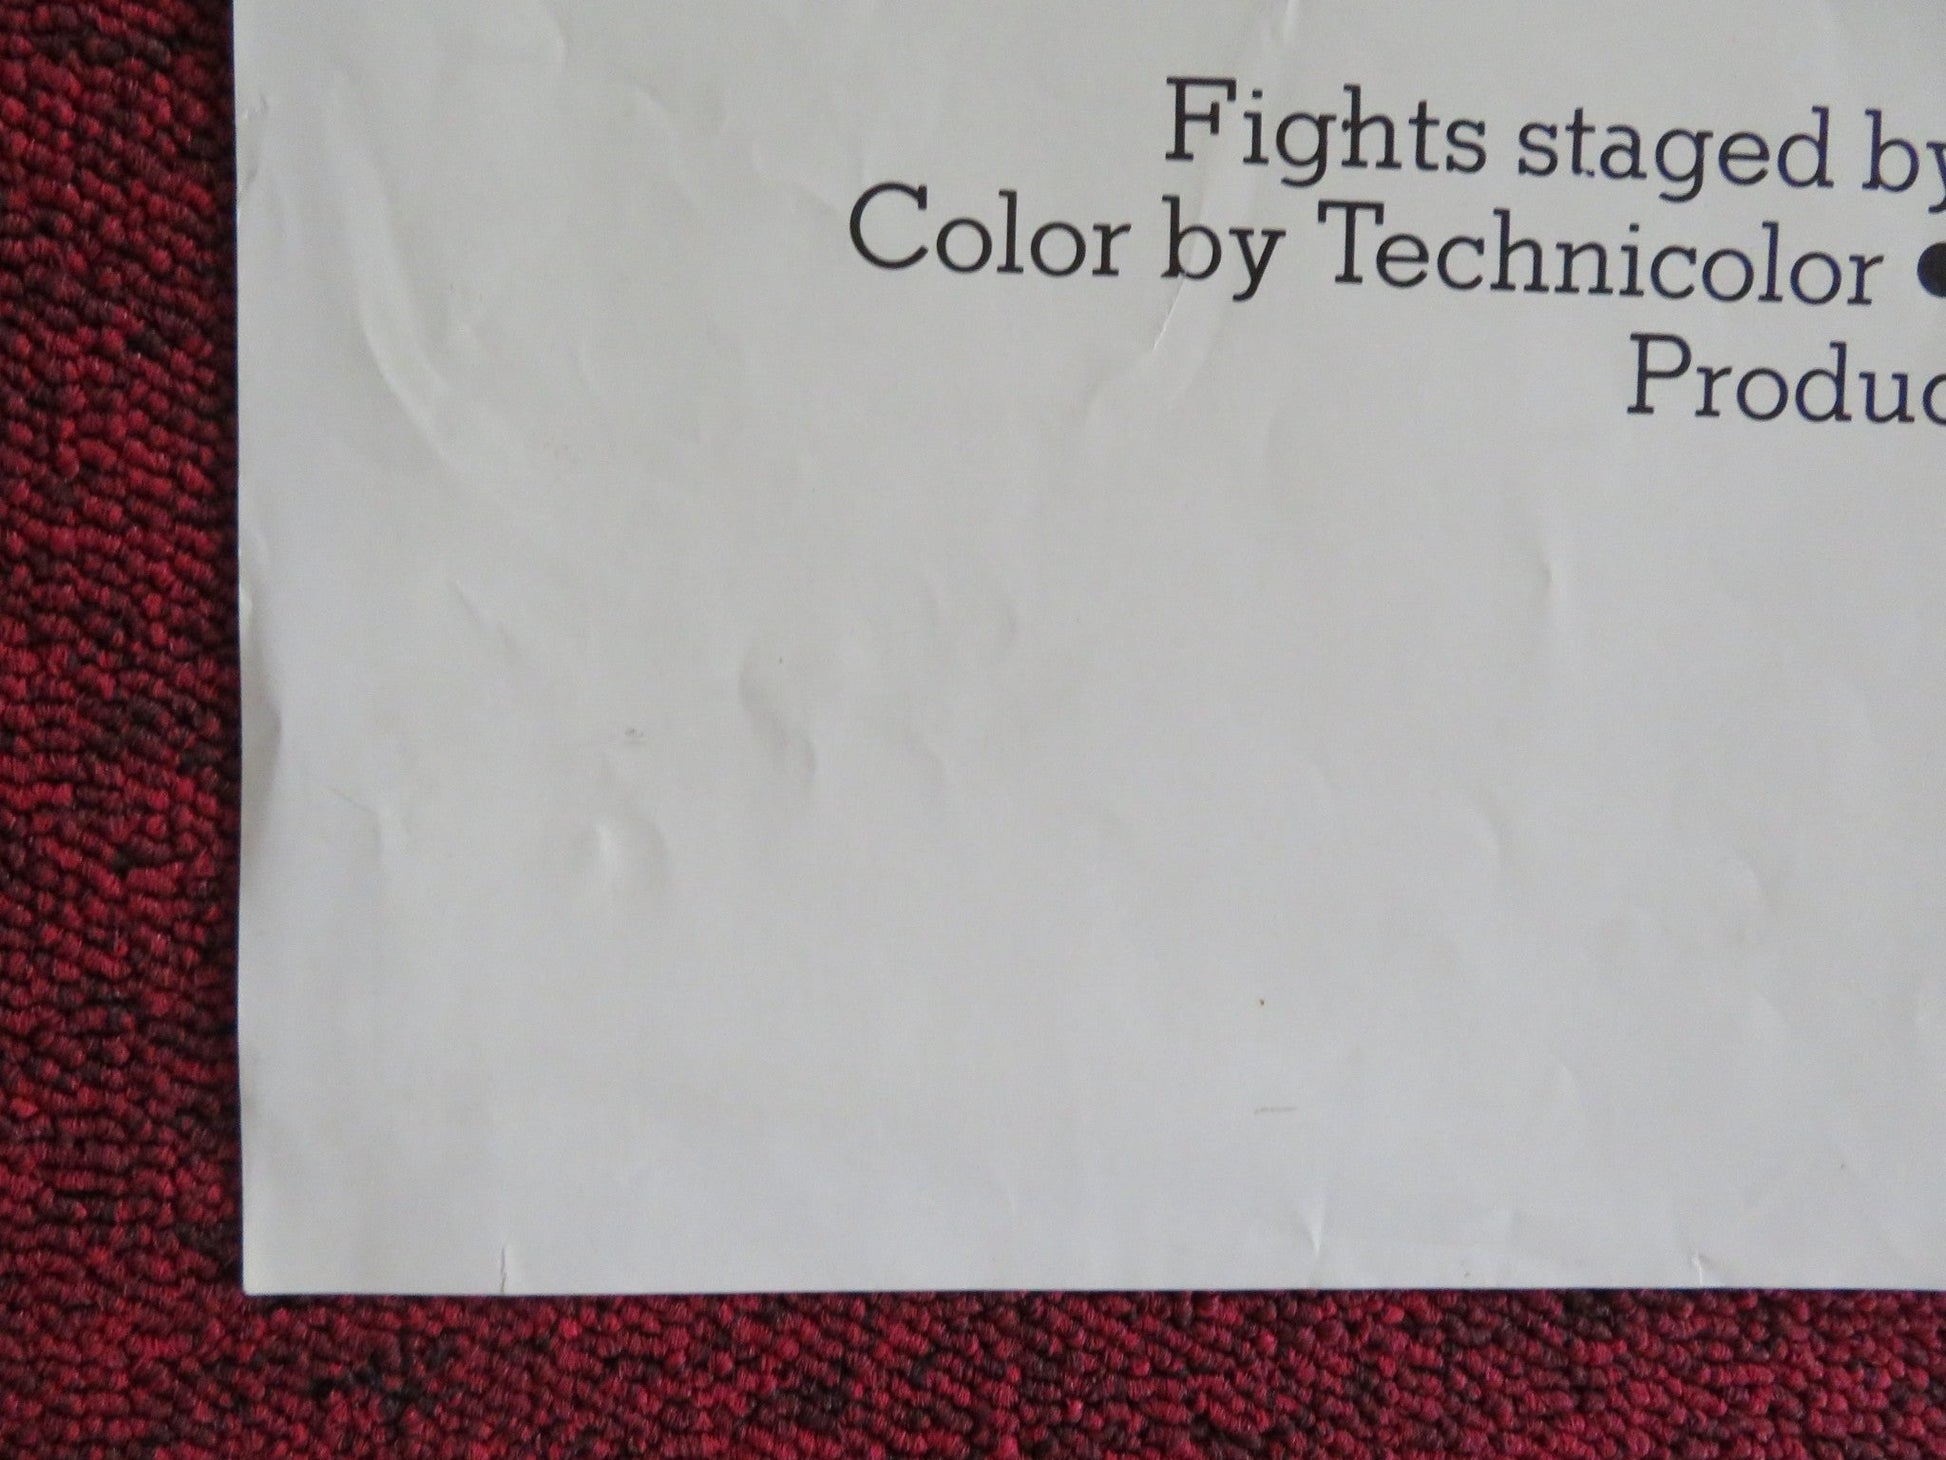 Fights staged by
Color by Technicolor ●
Produc